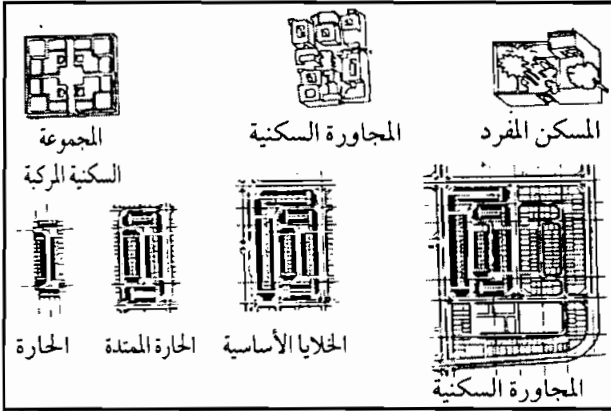 المسكن المفرد
المجاورة السكنية
المجموعة
السكنية المركبة
المجاورة السكنية
الخلايا الأساسية
الحارة الممتدة
الحارة